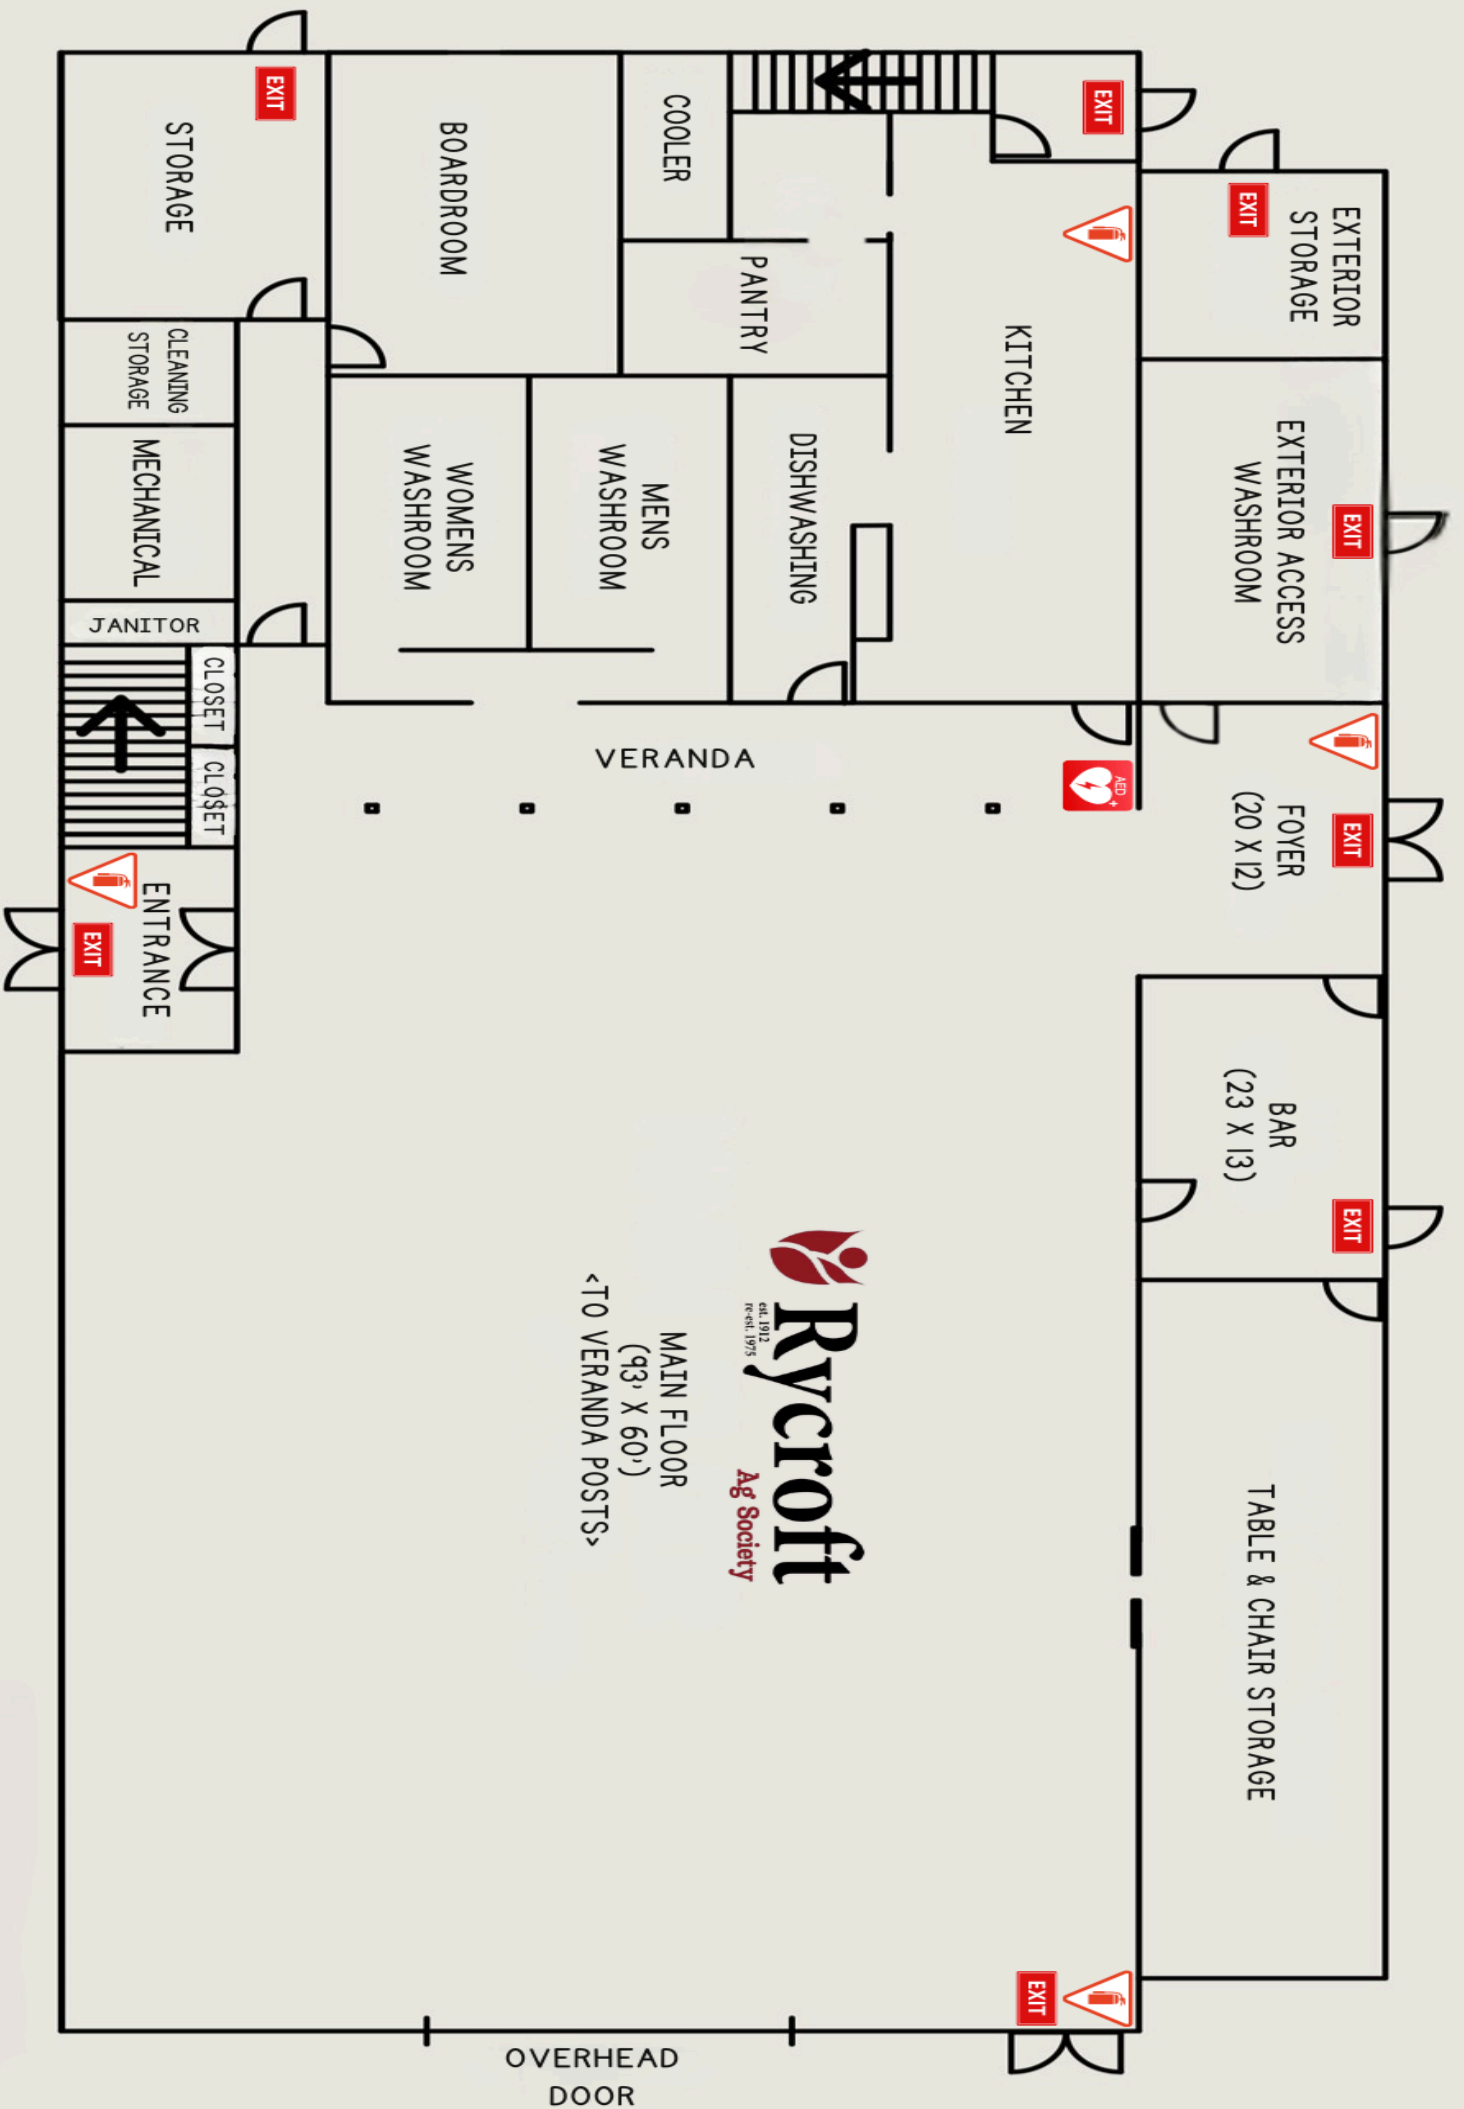 EXIT
STORAGE
BOARDROOM
COOLER
EXIT
EXIT
EXTERIOR
STORAGE
PANTRY
KITCHEN
CLEANING
STORAGE
MECHANICAL
JANITOR
CLOSET
CLOSET
WOMENS
WASHROOM
MENS
WASHROOM
DISHWASHING
EXTERIOR ACCESS
WASHROOM
EXIT
VERANDA
AED
FOYER
(20 X 12)
EXIT
ENTRANCE
EXIT
BAR
(23 X 13)
EXIT
Rycroft
est. 1912
re-est. 1975
Ag Society
MAIN FLOOR
(93' X 60')
<TO VERANDA POSTS>
TABLE & CHAIR STORAGE
EXIT
OVERHEAD
DOOR